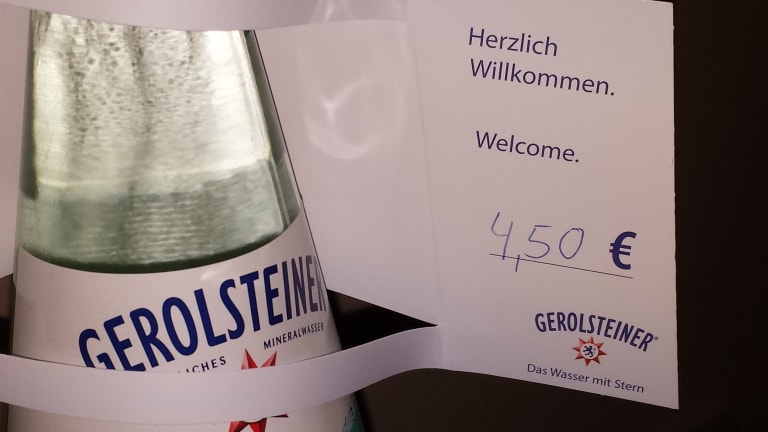 Herzlich
Willkommen.
Welcome.
4,50 €
GEROLSTEINER
Das Wasser mit Stern
GEROLSTEINER
MINERALWASSER